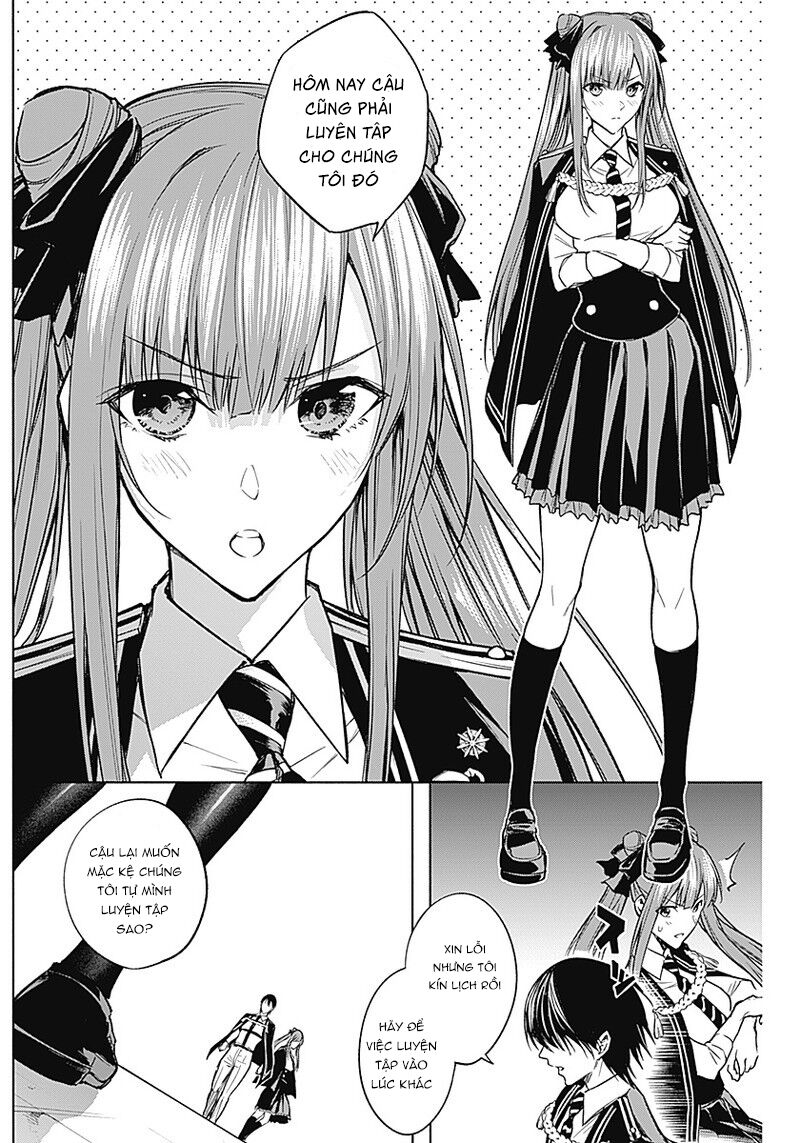 HÔM NAY CÂU
CŨNG PHẢI
LUYỆN TẬP
CHO CHÚNG
TÔI ĐÓ
XIN LỖI
NHƯNG TÔI
KÍN LỊCH RỒI
HÃY ĐỂ
VIỆC LUYỆN
TẬP VÀO
LÚC KHÁC
CẬU LẠI MUỐN
MẶC KỆ CHÚNG
TÔI TỰ MÌNH
LUYỆN TẬP
SAO?